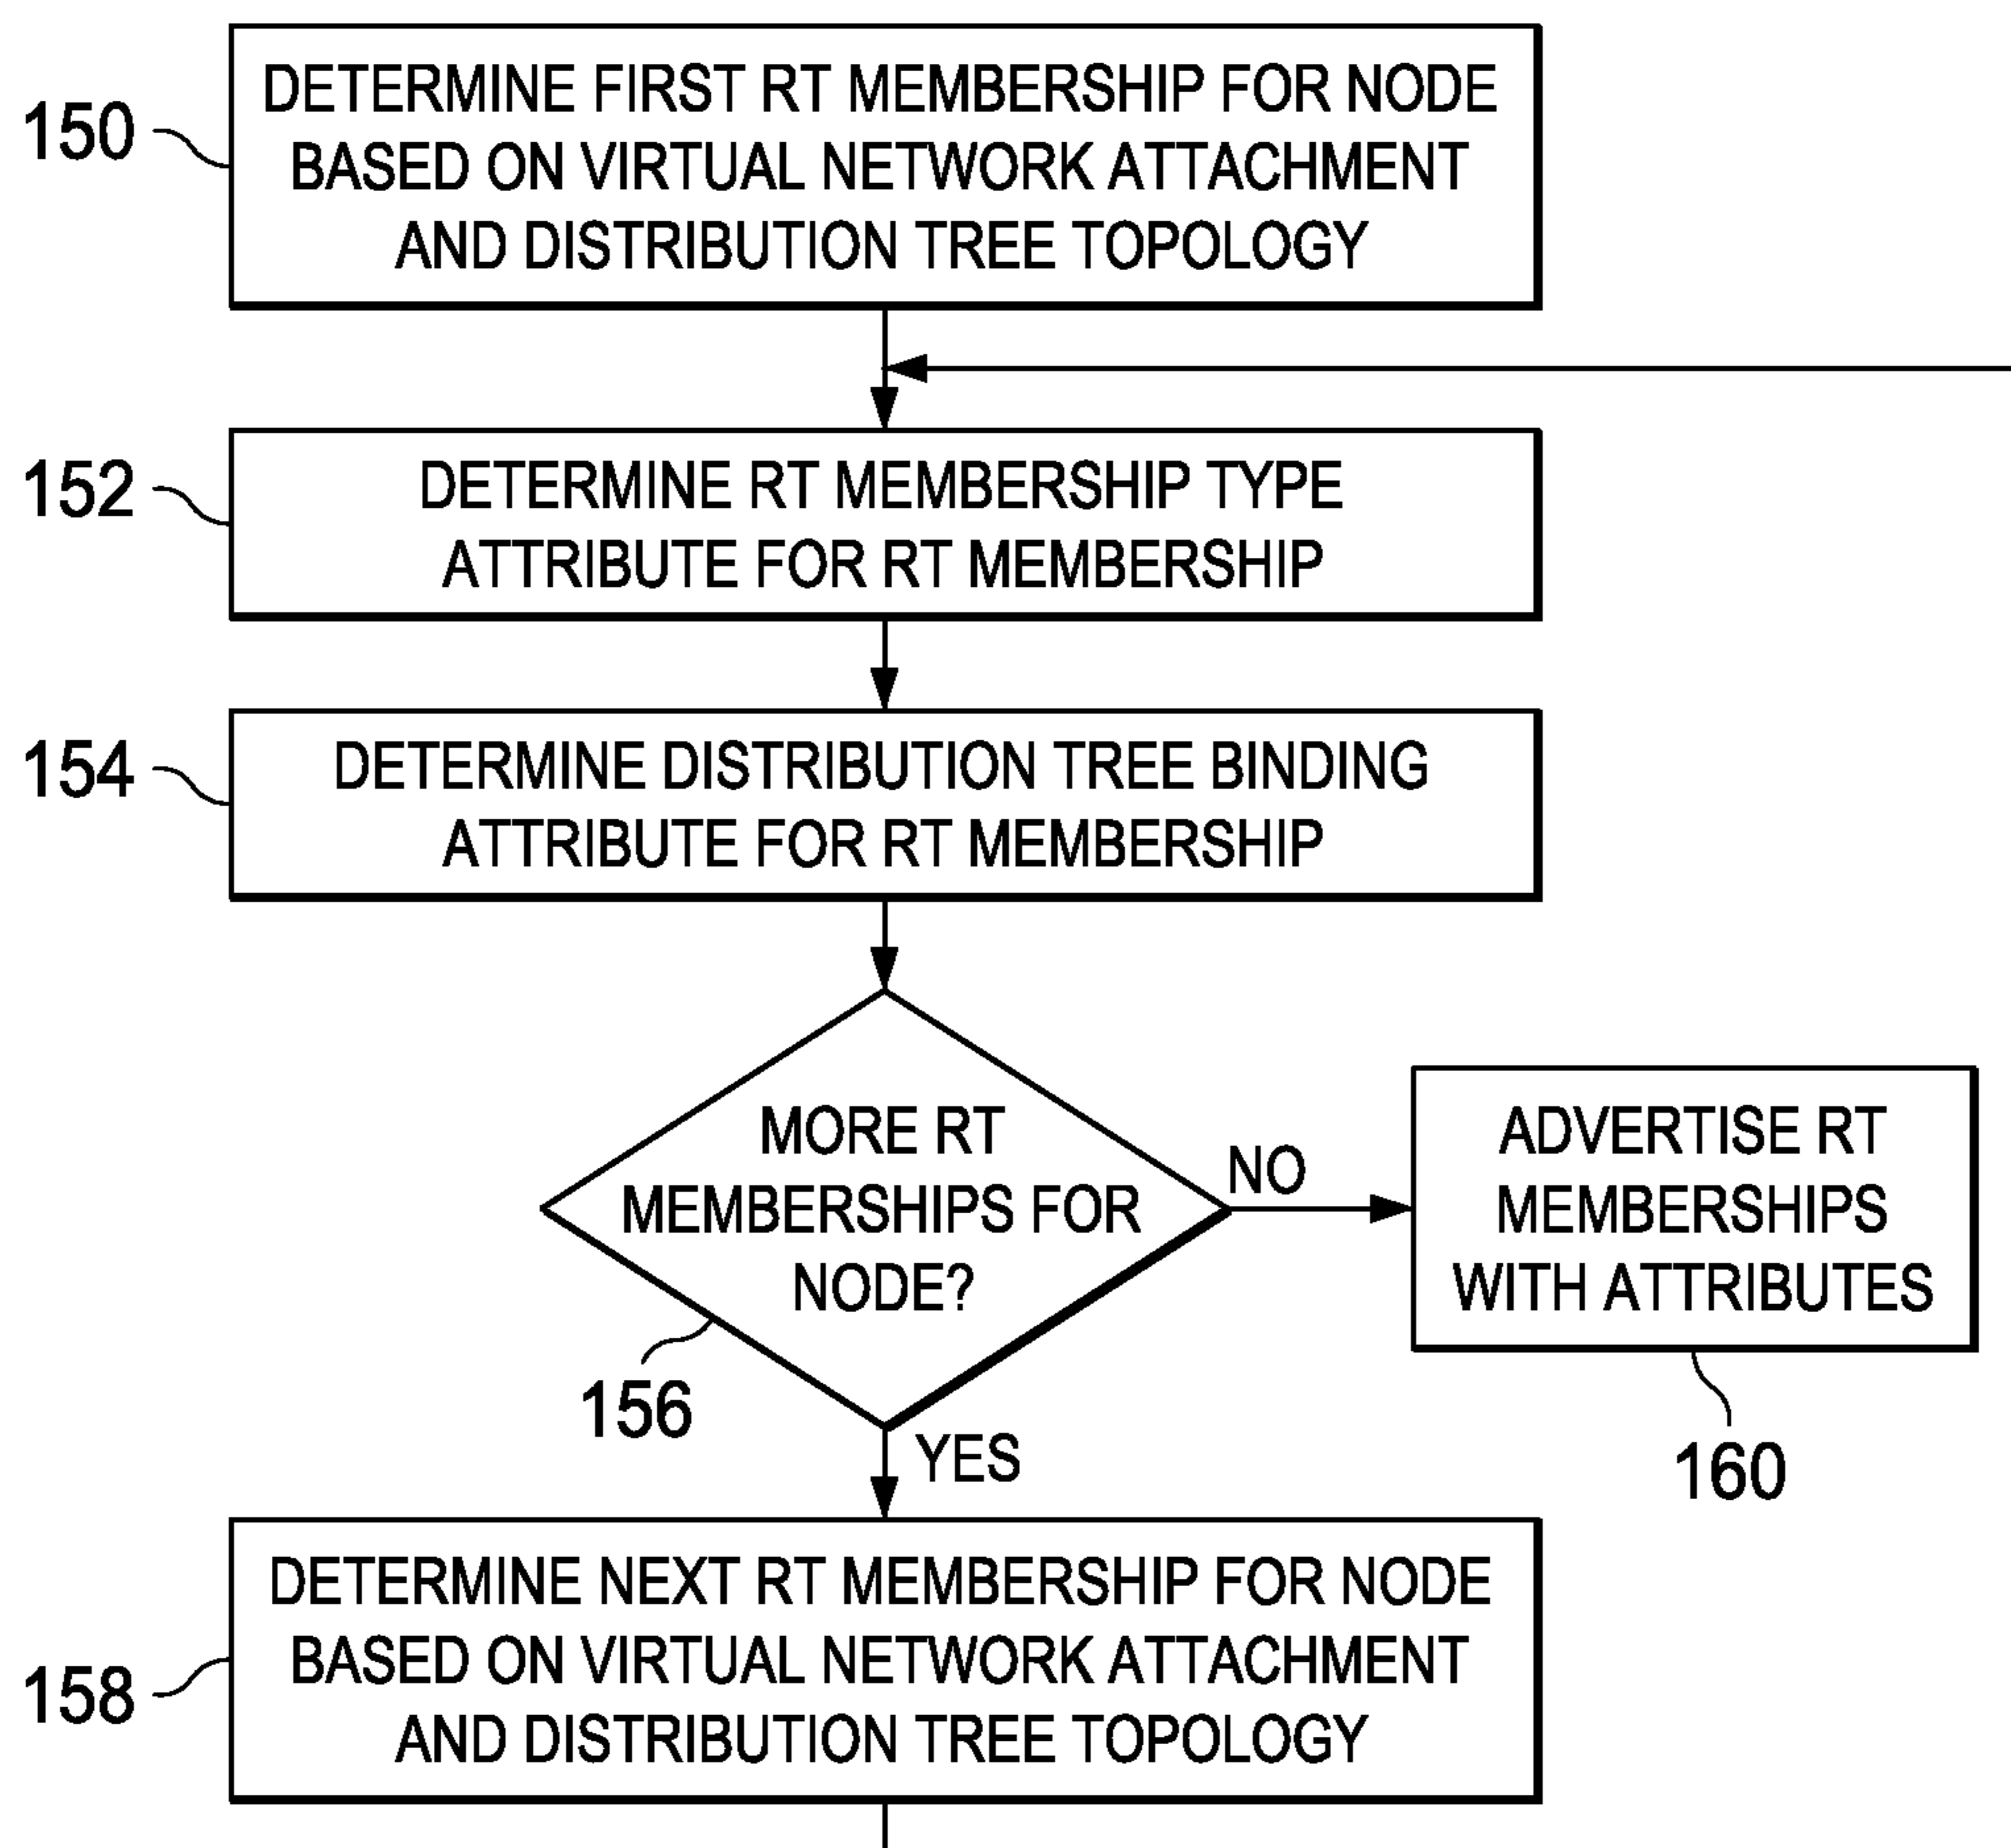 150
DETERMINE FIRST RT MEMBERSHIP FOR NODE
BASED ON VIRTUAL NETWORK ATTACHMENT
AND DISTRIBUTION TREE TOPOLOGY
152
DETERMINE RT MEMBERSHIP TYPE
ATTRIBUTE FOR RT MEMBERSHIP
154
DETERMINE DISTRIBUTION TREE BINDING
ATTRIBUTE FOR RT MEMBERSHIP
MORE RT
MEMBERSHIPS FOR
NODE?
156
NO
ADVERTISE RT
MEMBERSHIPS
WITH ATTRIBUTES
160
YES
158
DETERMINE NEXT RT MEMBERSHIP FOR NODE
BASED ON VIRTUAL NETWORK ATTACHMENT
AND DISTRIBUTION TREE TOPOLOGY